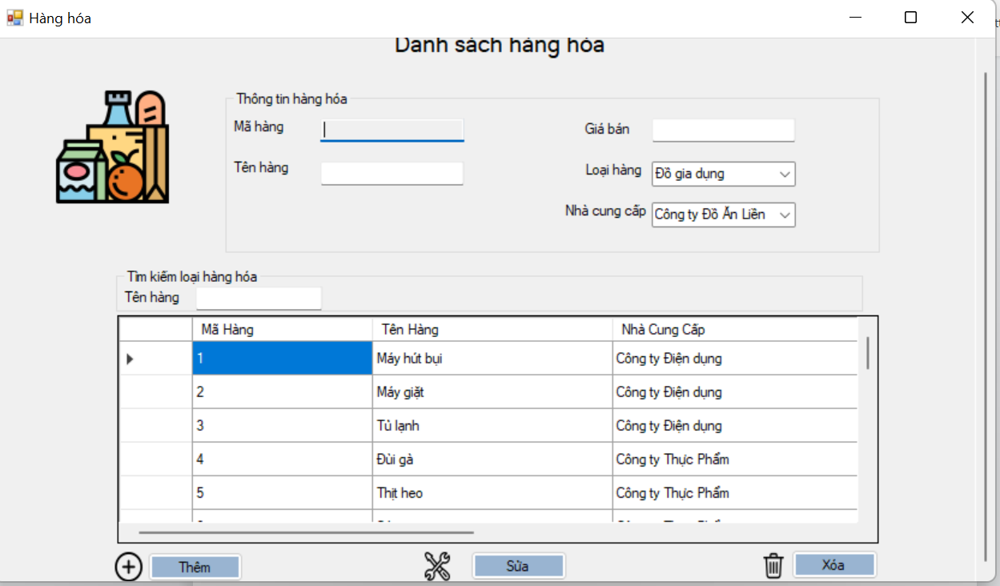 Hàng hóa
Danh sách hàng hóa
Thông tin hàng hóa
Mã hàng
Giá bán
Tên hàng
Loại hàng
Đồ gia dụng
Nhà cung cấp
Công ty Đồ Ăn Liền
Tìm kiếm loại hàng hóa
Tên hàng
Mã Hàng Tên Hàng Nhà Cung Cấp
1 Máy hút bụi Công ty Điện dụng
2 Máy giặt Công ty Điện dụng
3 Tủ lạnh Công ty Điện dụng
4 Đùi gà Công ty Thực Phẩm
5 Thịt heo Công ty Thực Phẩm
Thêm Sửa Xóa